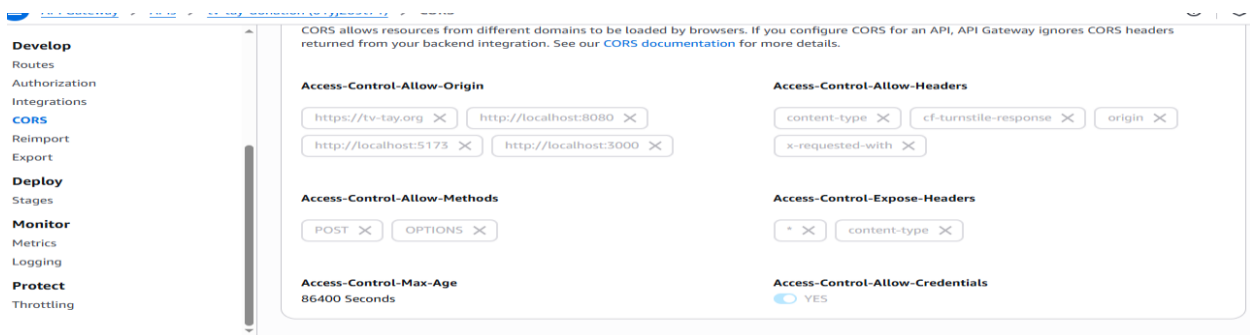 CORS allows resources from different domains to be loaded by browsers. If you configure CORS for an API, API Gateway ignores CORS headers
returned from your backend integration. See our CORS documentation for more details.
Develop
Routes
Authorization
Integrations
CORS
Reimport
Export
Deploy
Stages
Monitor
Metrics
Logging
Protect
Throttling
Access-Control-Allow-Origin
https://tv-tay.org
http://localhost:8080
http://localhost:5173
http://localhost:3000
Access-Control-Allow-Headers
content-type
cf-turnstile-response
origin
x-requested-with
Access-Control-Allow-Methods
POST
OPTIONS
Access-Control-Expose-Headers
*
content-type
Access-Control-Max-Age
86400 Seconds
Access-Control-Allow-Credentials
YES